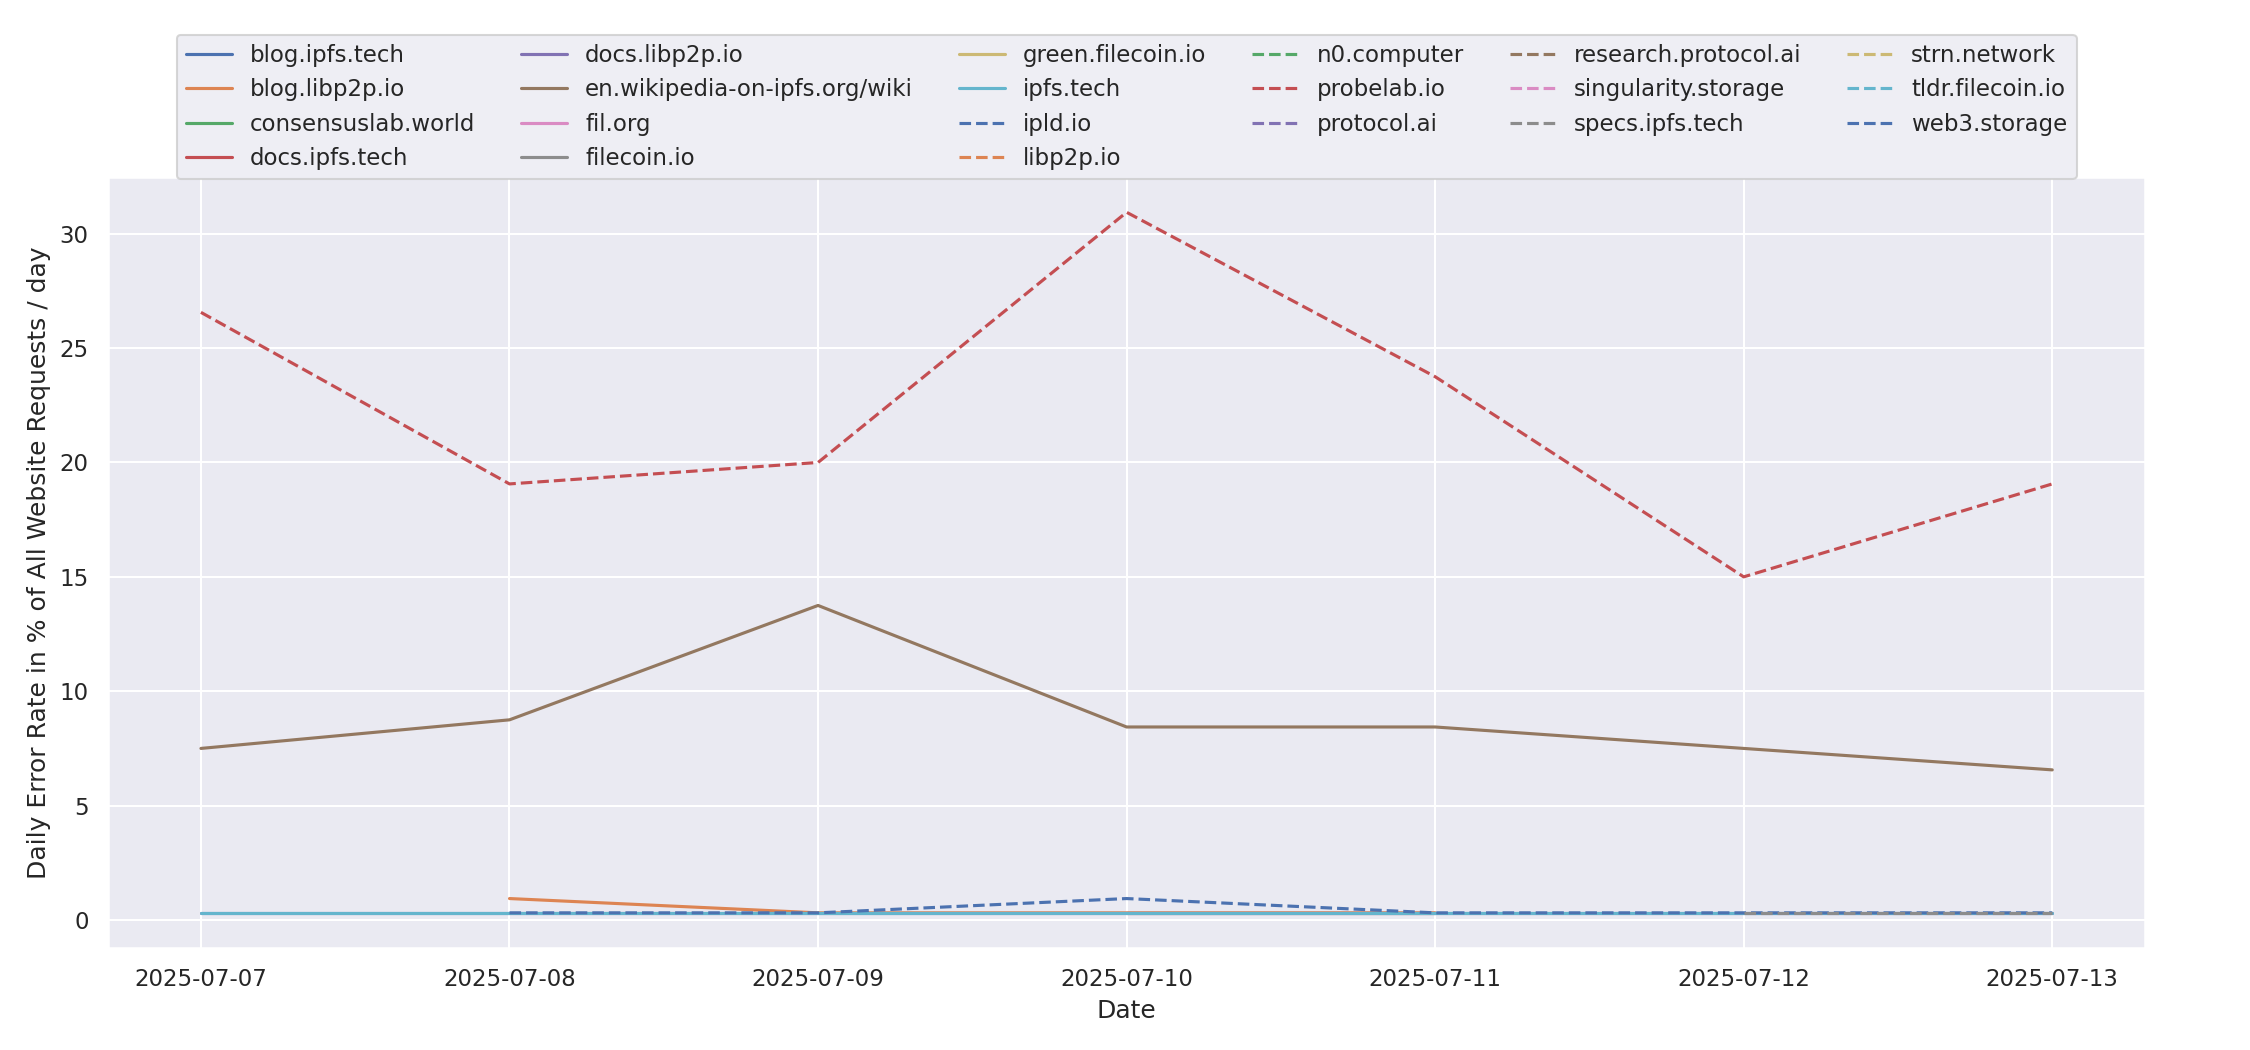 blog.ipfs.tech
blog.libp2p.io
consensuslab.world
docs.ipfs.tech
docs.libp2p.io
en.wikipedia-on-ipfs.org/wiki
fil.org
filecoin.io
green.filecoin.io
ipfs.tech
ipld.io
libp2p.io
n0.computer
probelab.io
protocol.ai
research.protocol.ai
singularity.storage
specs.ipfs.tech
strn.network
tldr.filecoin.io
web3.storage
Daily Error Rate in % of All Website Requests / day
30
25
20
15
10
5
0
2025-07-07
2025-07-08
2025-07-09
2025-07-10
2025-07-11
2025-07-12
2025-07-13
Date